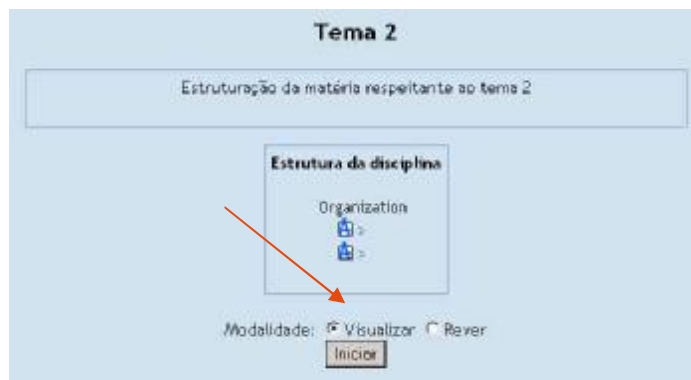 Tema 2
Estruturação da matéria respeitante ao tema 2
Estrutura da disciplina
Organization
>
>
Modalidade: Visualizar Rever
Iniciar